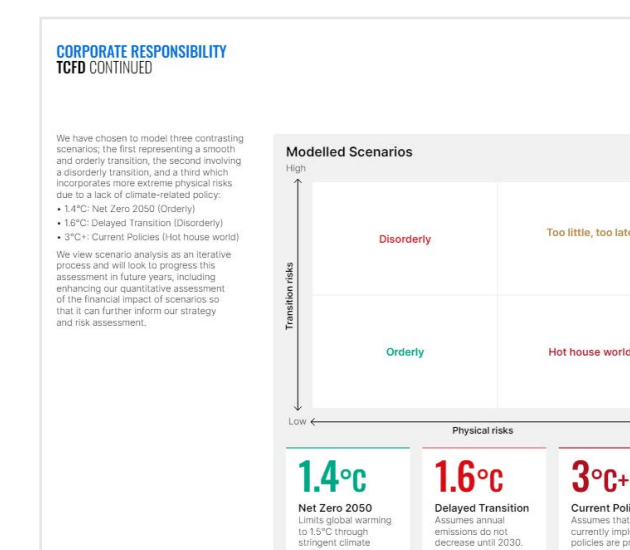 CORPORATE RESPONSIBILITY
TCFD CONTINUED
We have chosen to model three contrasting
scenarios; the first representing a smooth
and orderly transition, the second involving
a disorderly transition, and a third which
incorporates more extreme physical risks
due to a lack of climate-related policy:
• 1.4°C: Net Zero 2050 (Orderly)
• 1.6°C: Delayed Transition (Disorderly)
• 3°C+: Current Policies (Hot house world)
We view scenario analysis as an iterative
process and will look to progress this
assessment in future years, including
enhancing our quantitative assessment
of the financial impact of scenarios so
that it can further inform our strategy
and risk assessment.
Modelled Scenarios
High
Transition risks
Disorderly
Too little, too late
Orderly
Hot house world
Low
Physical risks
1.4°C
Net Zero 2050
Limits global warming
to 1.5°C through
stringent climate
1.6°C
Delayed Transition
Assumes annual
emissions do not
decrease until 2030.
3°C+
Current
Assumes that
currently
policies are